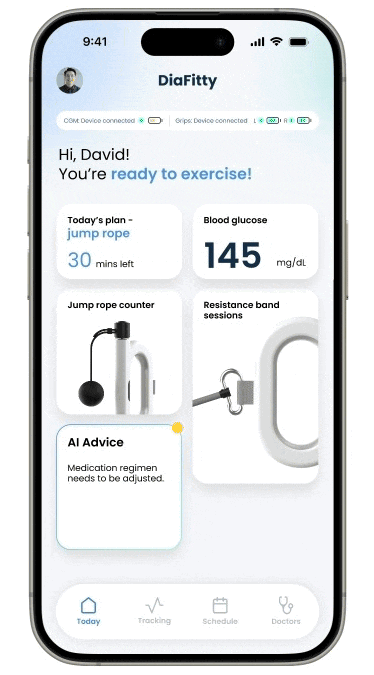 9:41
DiaFitty
CGM: Device connected
Grips: Device connected L R
Hi, David!
You're ready to exercise!
Today's plan -
jump rope
30 mins left
Blood glucose
145 mg/dL
Jump rope counter
Resistance band
sessions
AI Advice
Medication regimen
needs to be adjusted.
Today
Tracking
Schedule
Doctors